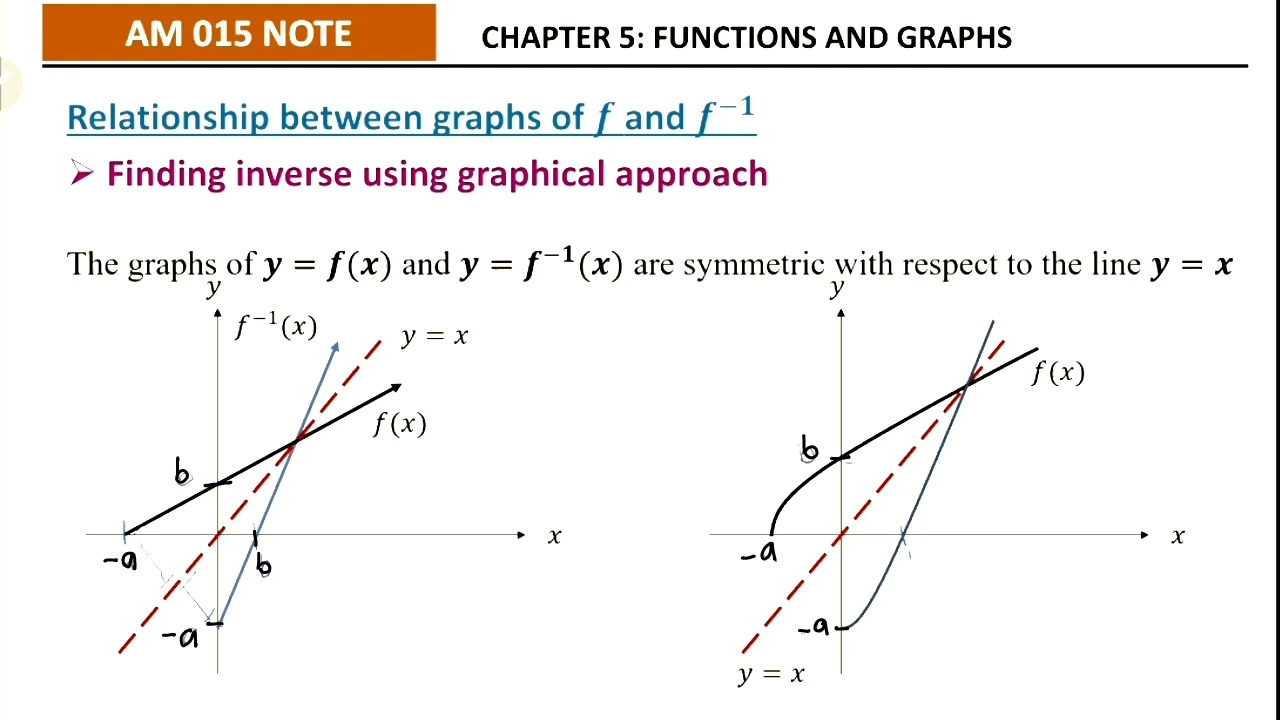 AM 015 NOTE
CHAPTER 5: FUNCTIONS AND GRAPHS
Relationship between graphs of f and f⁻¹
➤ Finding inverse using graphical approach
The graphs of y = f(x) and y = f⁻¹(x) are symmetric with respect to the line y = x
y
f⁻¹(x)
y = x
f(x)
b
x
-a
b
-a
y
f(x)
b
x
-a
-a
y = x